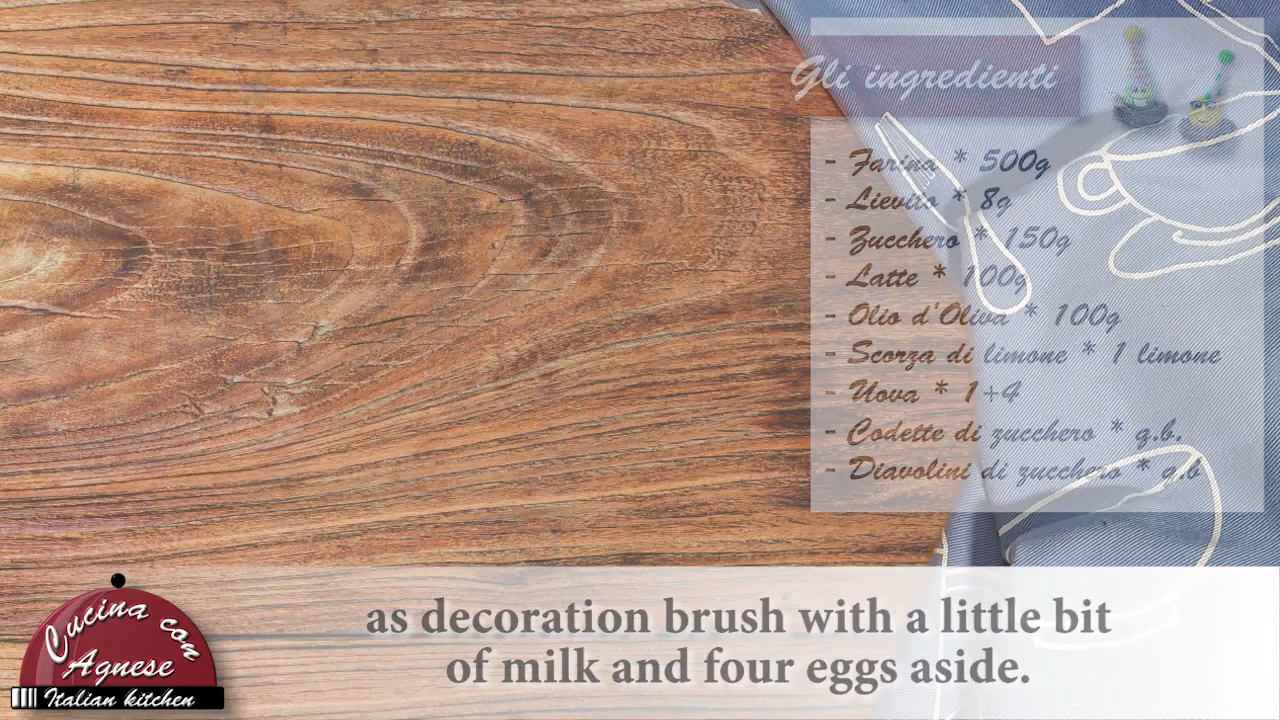 Gli ingredienti
- Farina * 500g
- Lievito * 8g
- Zucchero * 150g
- Latte * 100g
- Olio d'Oliva * 100g
- Scorza di limone * 1 limone
- Uova * 1+4
- Codette di zucchero * q.b.
- Diavolini di zucchero * q.b
as decoration brush with a little bit
of milk and four eggs aside.
Cucina con
Agnese
Italian kitchen